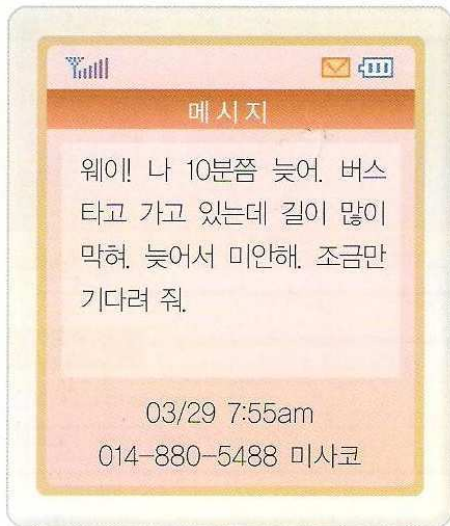 메시지
웨이! 나 10분쯤 늦어. 버스
타고 가고 있는데 길이 많이
막혀. 늦어서 미안해. 조금만
기다려 줘.
03/29 7:55am
014-880-5488 미사코